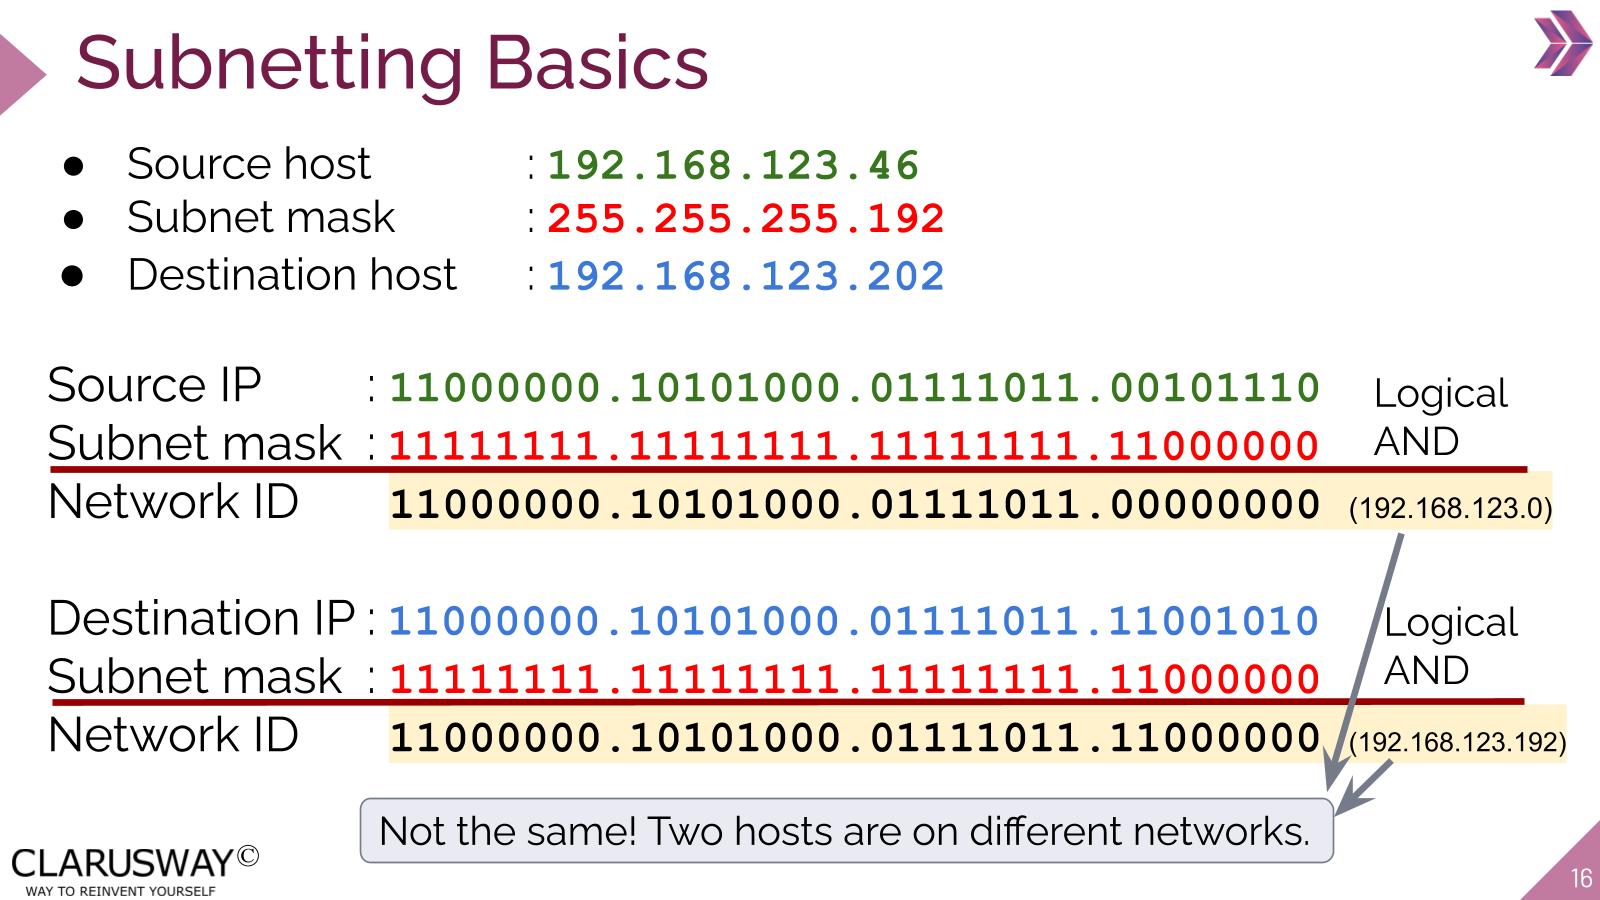 Subnetting Basics
● Source host : 192.168.123.46
● Subnet mask : 255.255.255.192
● Destination host : 192.168.123.202
Source IP : 11000000.10101000.01111011.00101110
Subnet mask : 11111111.11111111.11111111.11000000
Logical
AND
Network ID 11000000.10101000.01111011.00000000 (192.168.123.0)
Destination IP : 11000000.10101000.01111011.11001010
Subnet mask : 11111111.11111111.11111111.11000000
Logical
AND
Network ID 11000000.10101000.01111011.11000000 (192.168.123.192)
Not the same! Two hosts are on different networks.
CLARUSWAY©
WAY TO REINVENT YOURSELF
16